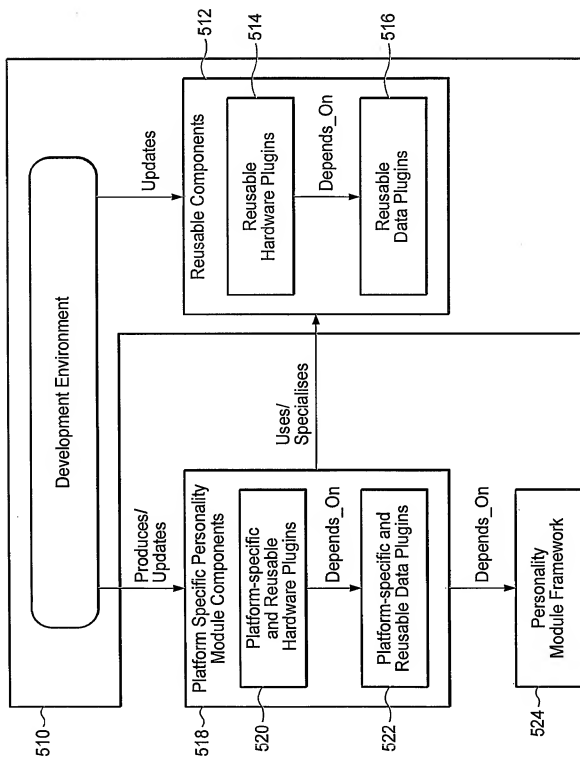 510
Development Environment
Produces/
Updates
Updates
518
Platform Specific Personality
Module Components
520
Platform-specific
and Reusable
Hardware Plugins
Depends_On
522
Platform-specific and
Reusable Data Plugins
Uses/
Specialises
512
Reusable Components
514
Reusable
Hardware Plugins
Depends_On
516
Reusable
Data Plugins
Depends_On
524
Personality
Module Framework